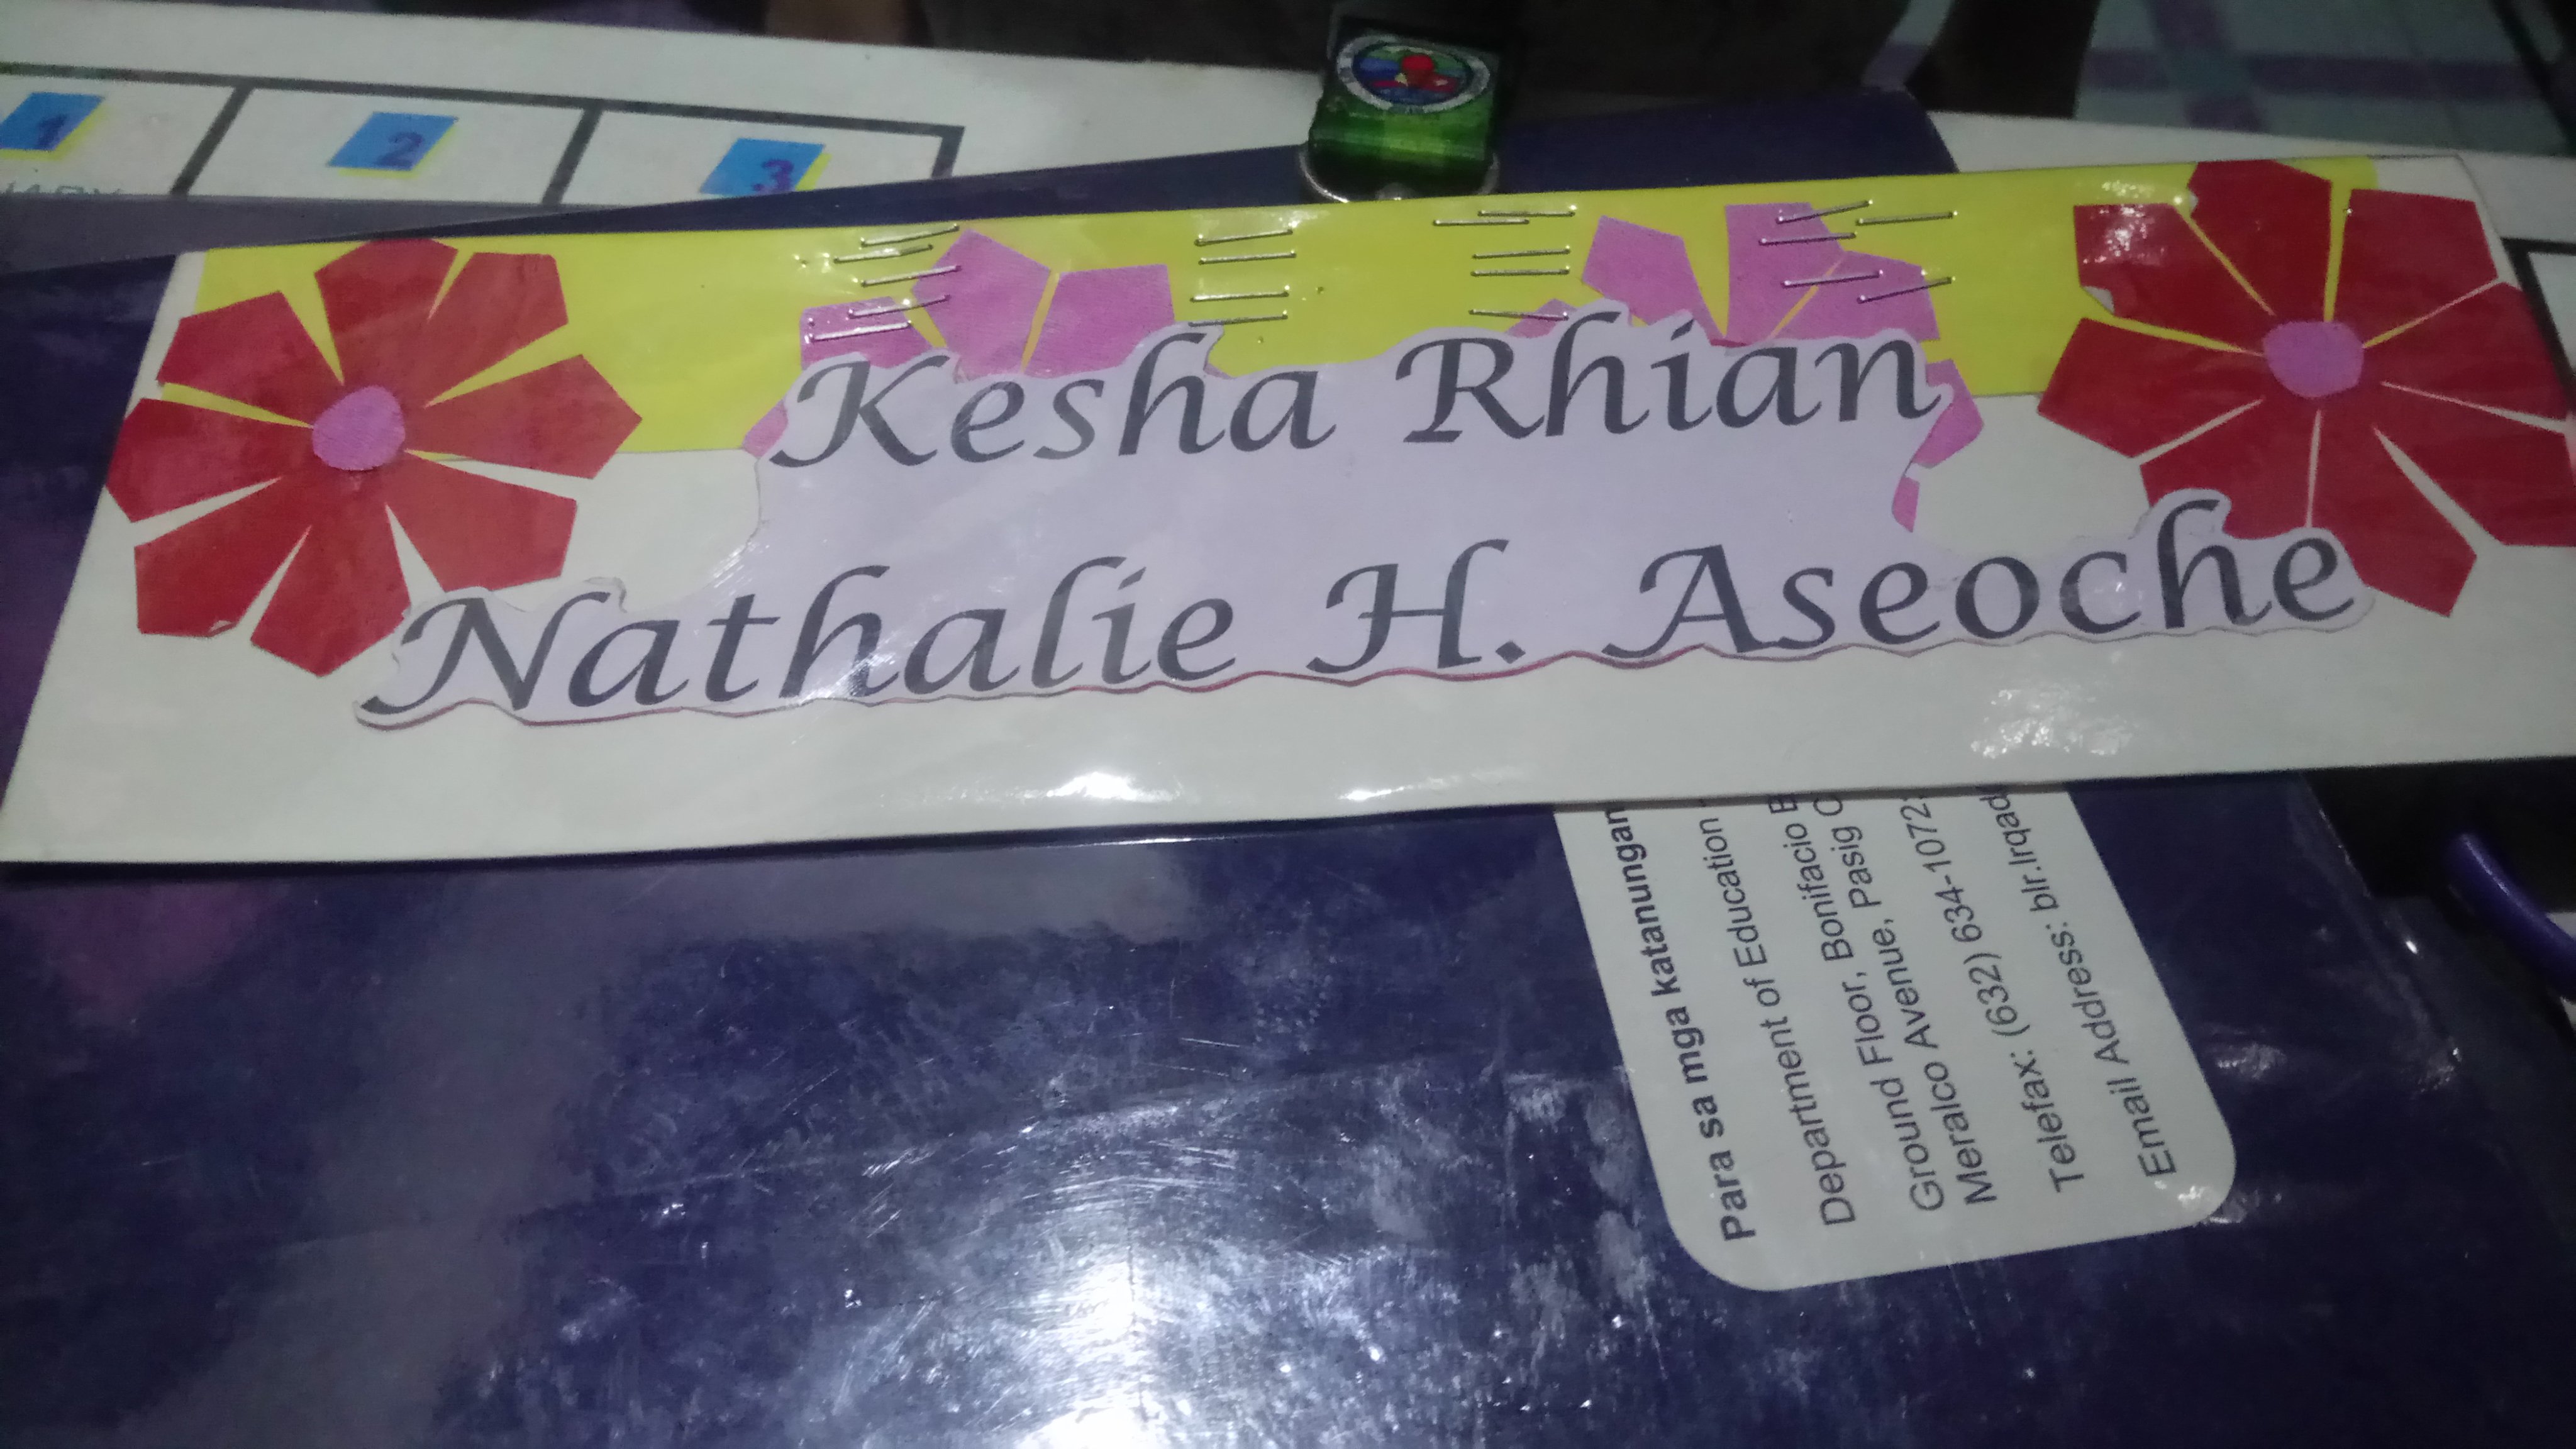 1
2
3
Kesha Rhian
Nathalie H. Aseoche
Para sa mga katanungan
Department of Education
Ground Floor, Bonifacio
Meralco Avenue, Pasig
Telefax: (632) 634-1072
Email Address: blr.lrqad